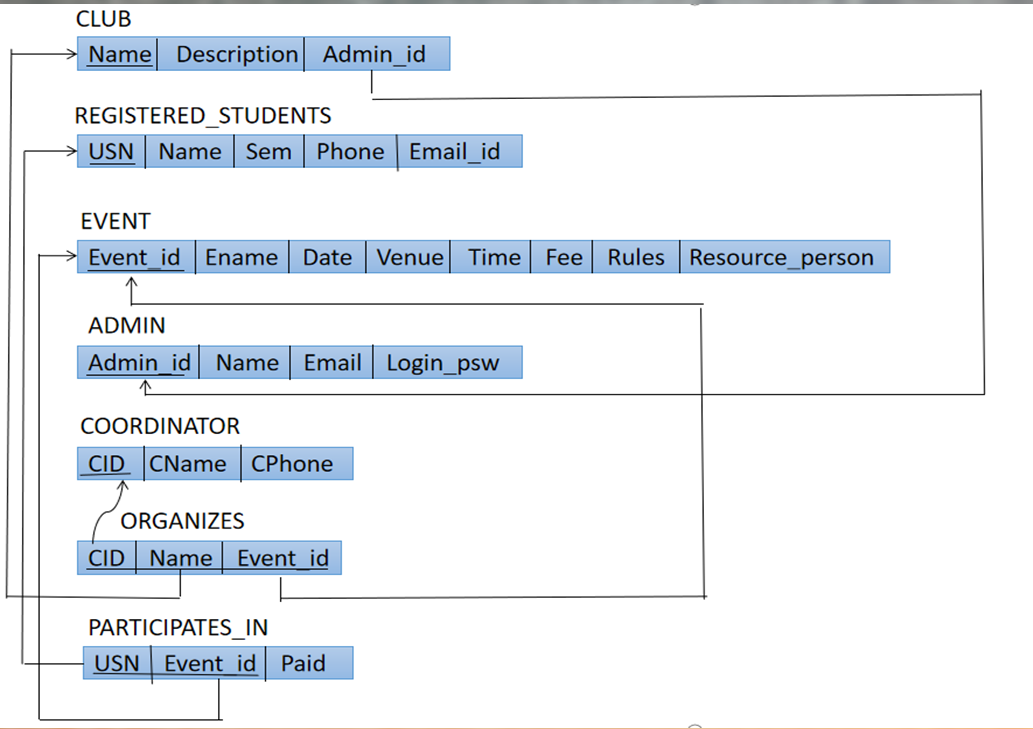 CLUB
Name Description Admin_id
REGISTERED_STUDENTS
USN Name Sem Phone Email_id
EVENT
Event_id Ename Date Venue Time Fee Rules Resource_person
ADMIN
Admin_id Name Email Login_psw
COORDINATOR
CID CName CPhone
ORGANIZES
CID Name Event_id
PARTICIPATES_IN
USN Event_id Paid